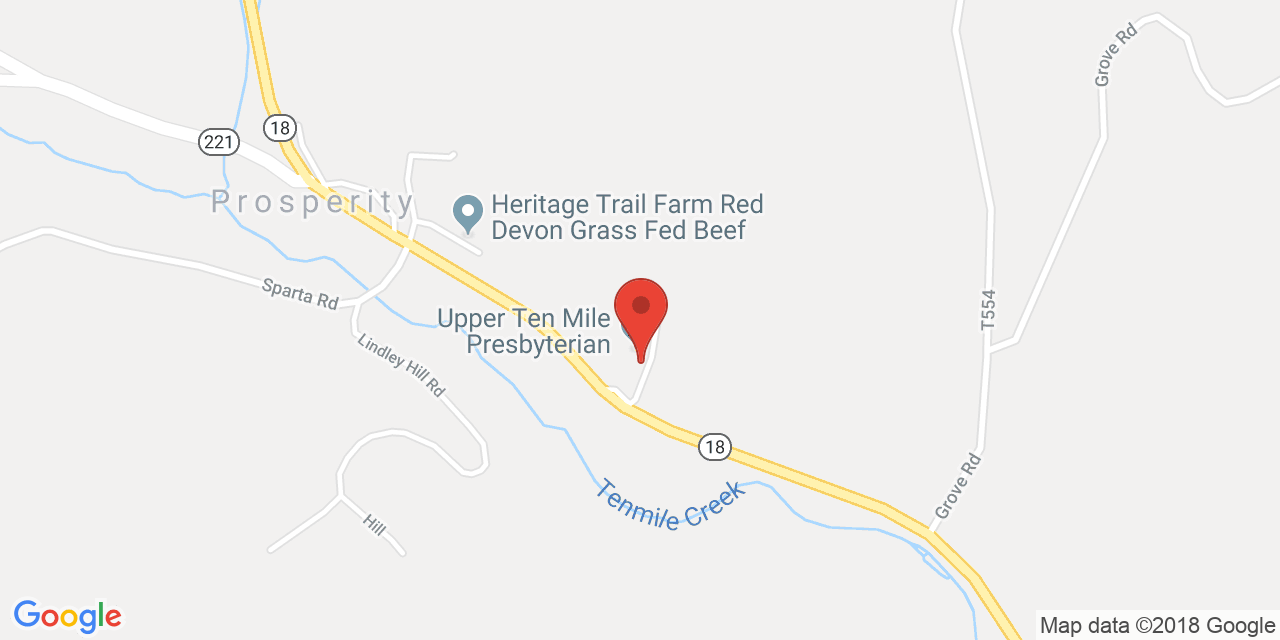 Grove Rd
18
221
Prosperity
Heritage Trail Farm Red
Devon Grass Fed Beef
Sparta Rd
T554
Upper Ten Mile
Presbyterian
Lindley Hill Rd
18
Grove Rd
Tenmile Creek
Hill
Google
Map data ©2018 Google